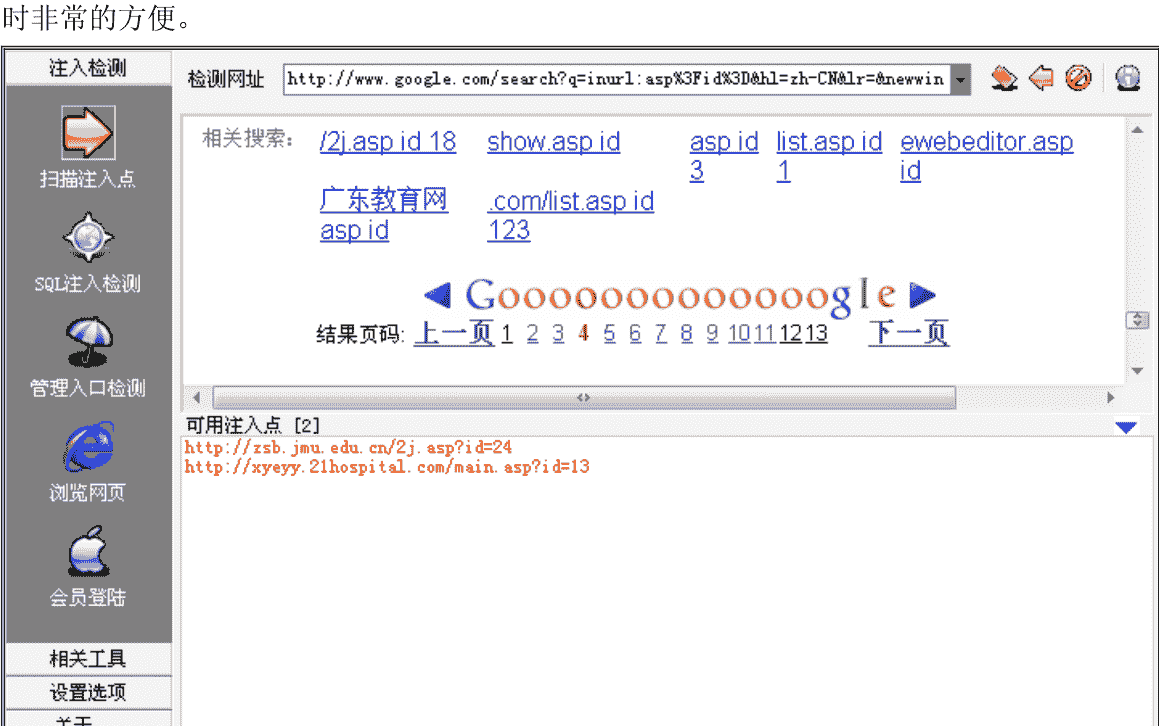 时非常的方便。
注入检测
检测网址 http://www.google.com/search?q=inurl:asp%3Fid%3D&hl=zh-CN&lr=&newwin
扫描注入点
SQL注入检测
管理入口检测
浏览网页
会员登陆
相关工具
设置选项
关于
相关搜索: /2j.asp id 18 show.asp id asp id 3 list.asp id 1 ewebeditor.asp id
广东教育网 asp id .com/list.asp id 123
Goooooooooooooogle
结果页码: 上一页 1 2 3 4 5 6 7 8 9 10 11 12 13 下一页
可用注入点 [2]
http://zsb.jmu.edu.cn/2j.asp?id=24
http://xyeyy.21hospital.com/main.asp?id=13